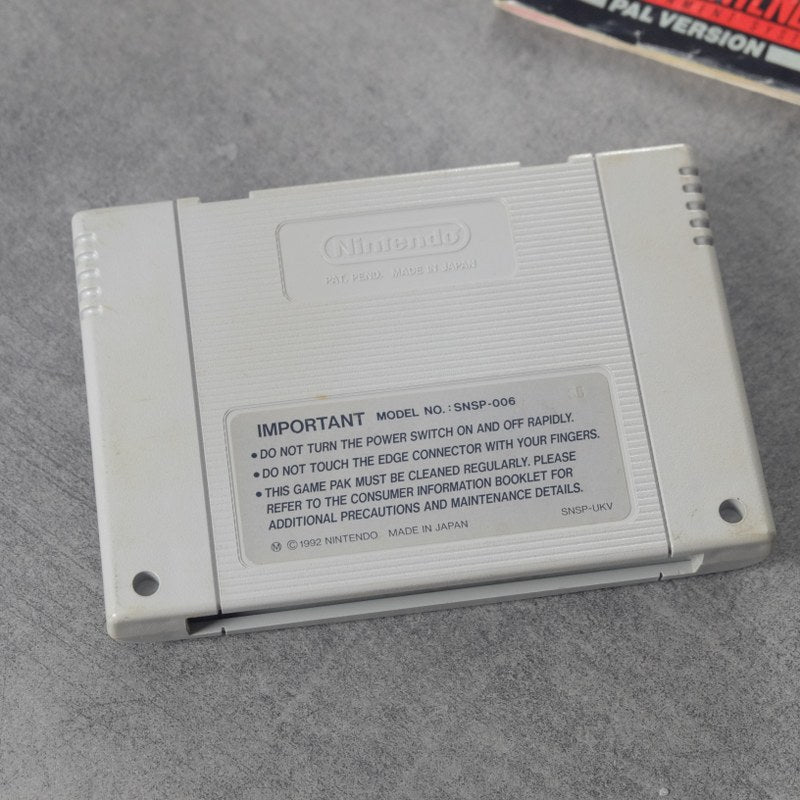 PAL VERSION
Nintendo
PAT. PEND. MADE IN JAPAN
IMPORTANT MODEL NO.: SNSP-006
• DO NOT TURN THE POWER SWITCH ON AND OFF RAPIDLY.
• DO NOT TOUCH THE EDGE CONNECTOR WITH YOUR FINGERS.
• THIS GAME PAK MUST BE CLEANED REGULARLY. PLEASE
REFER TO THE CONSUMER INFORMATION BOOKLET FOR
ADDITIONAL PRECAUTIONS AND MAINTENANCE DETAILS.
SNSP-UKV
Ⓜ ©1992 NINTENDO MADE IN JAPAN